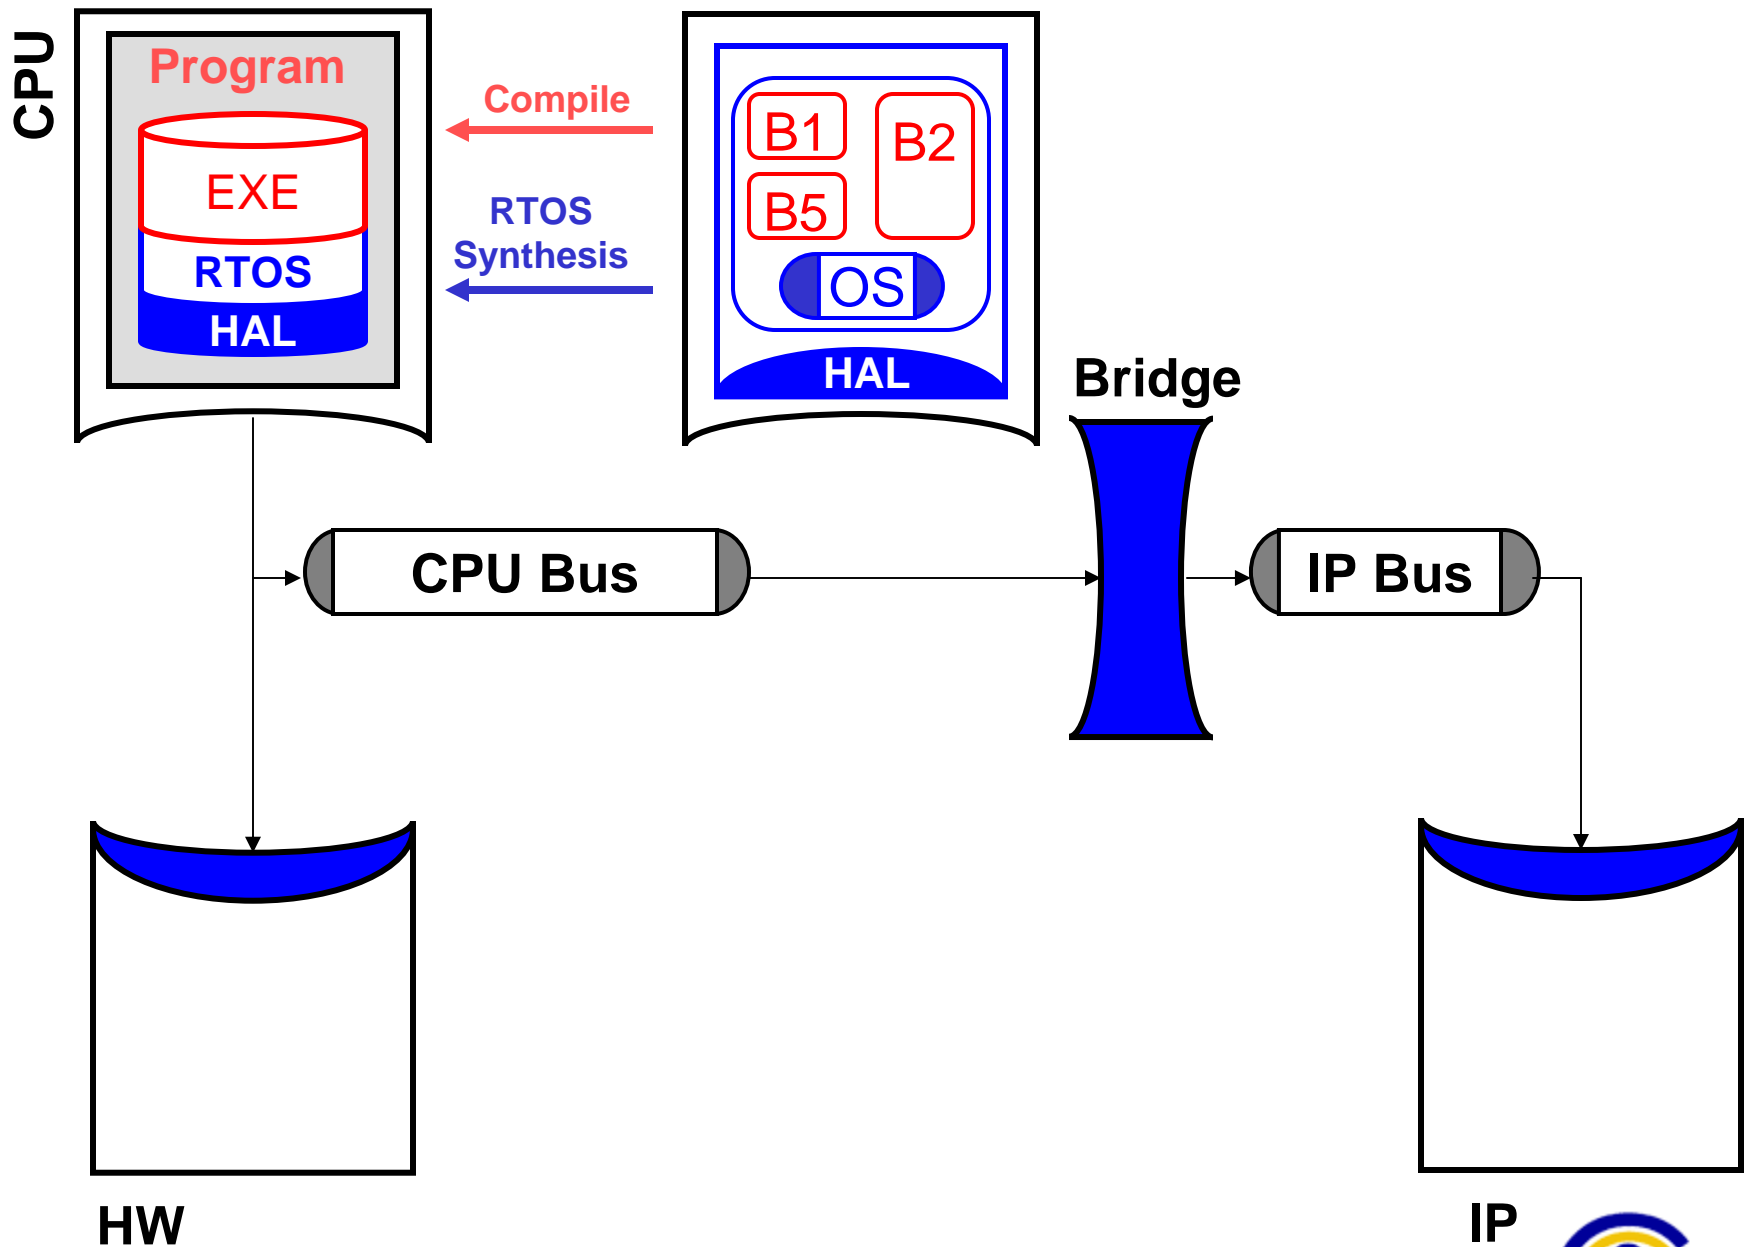 CPU
Program
EXE
RTOS
HAL
Compile
RTOS
Synthesis
B1
B2
B5
OS
HAL
Bridge
CPU Bus
IP Bus
HW
IP